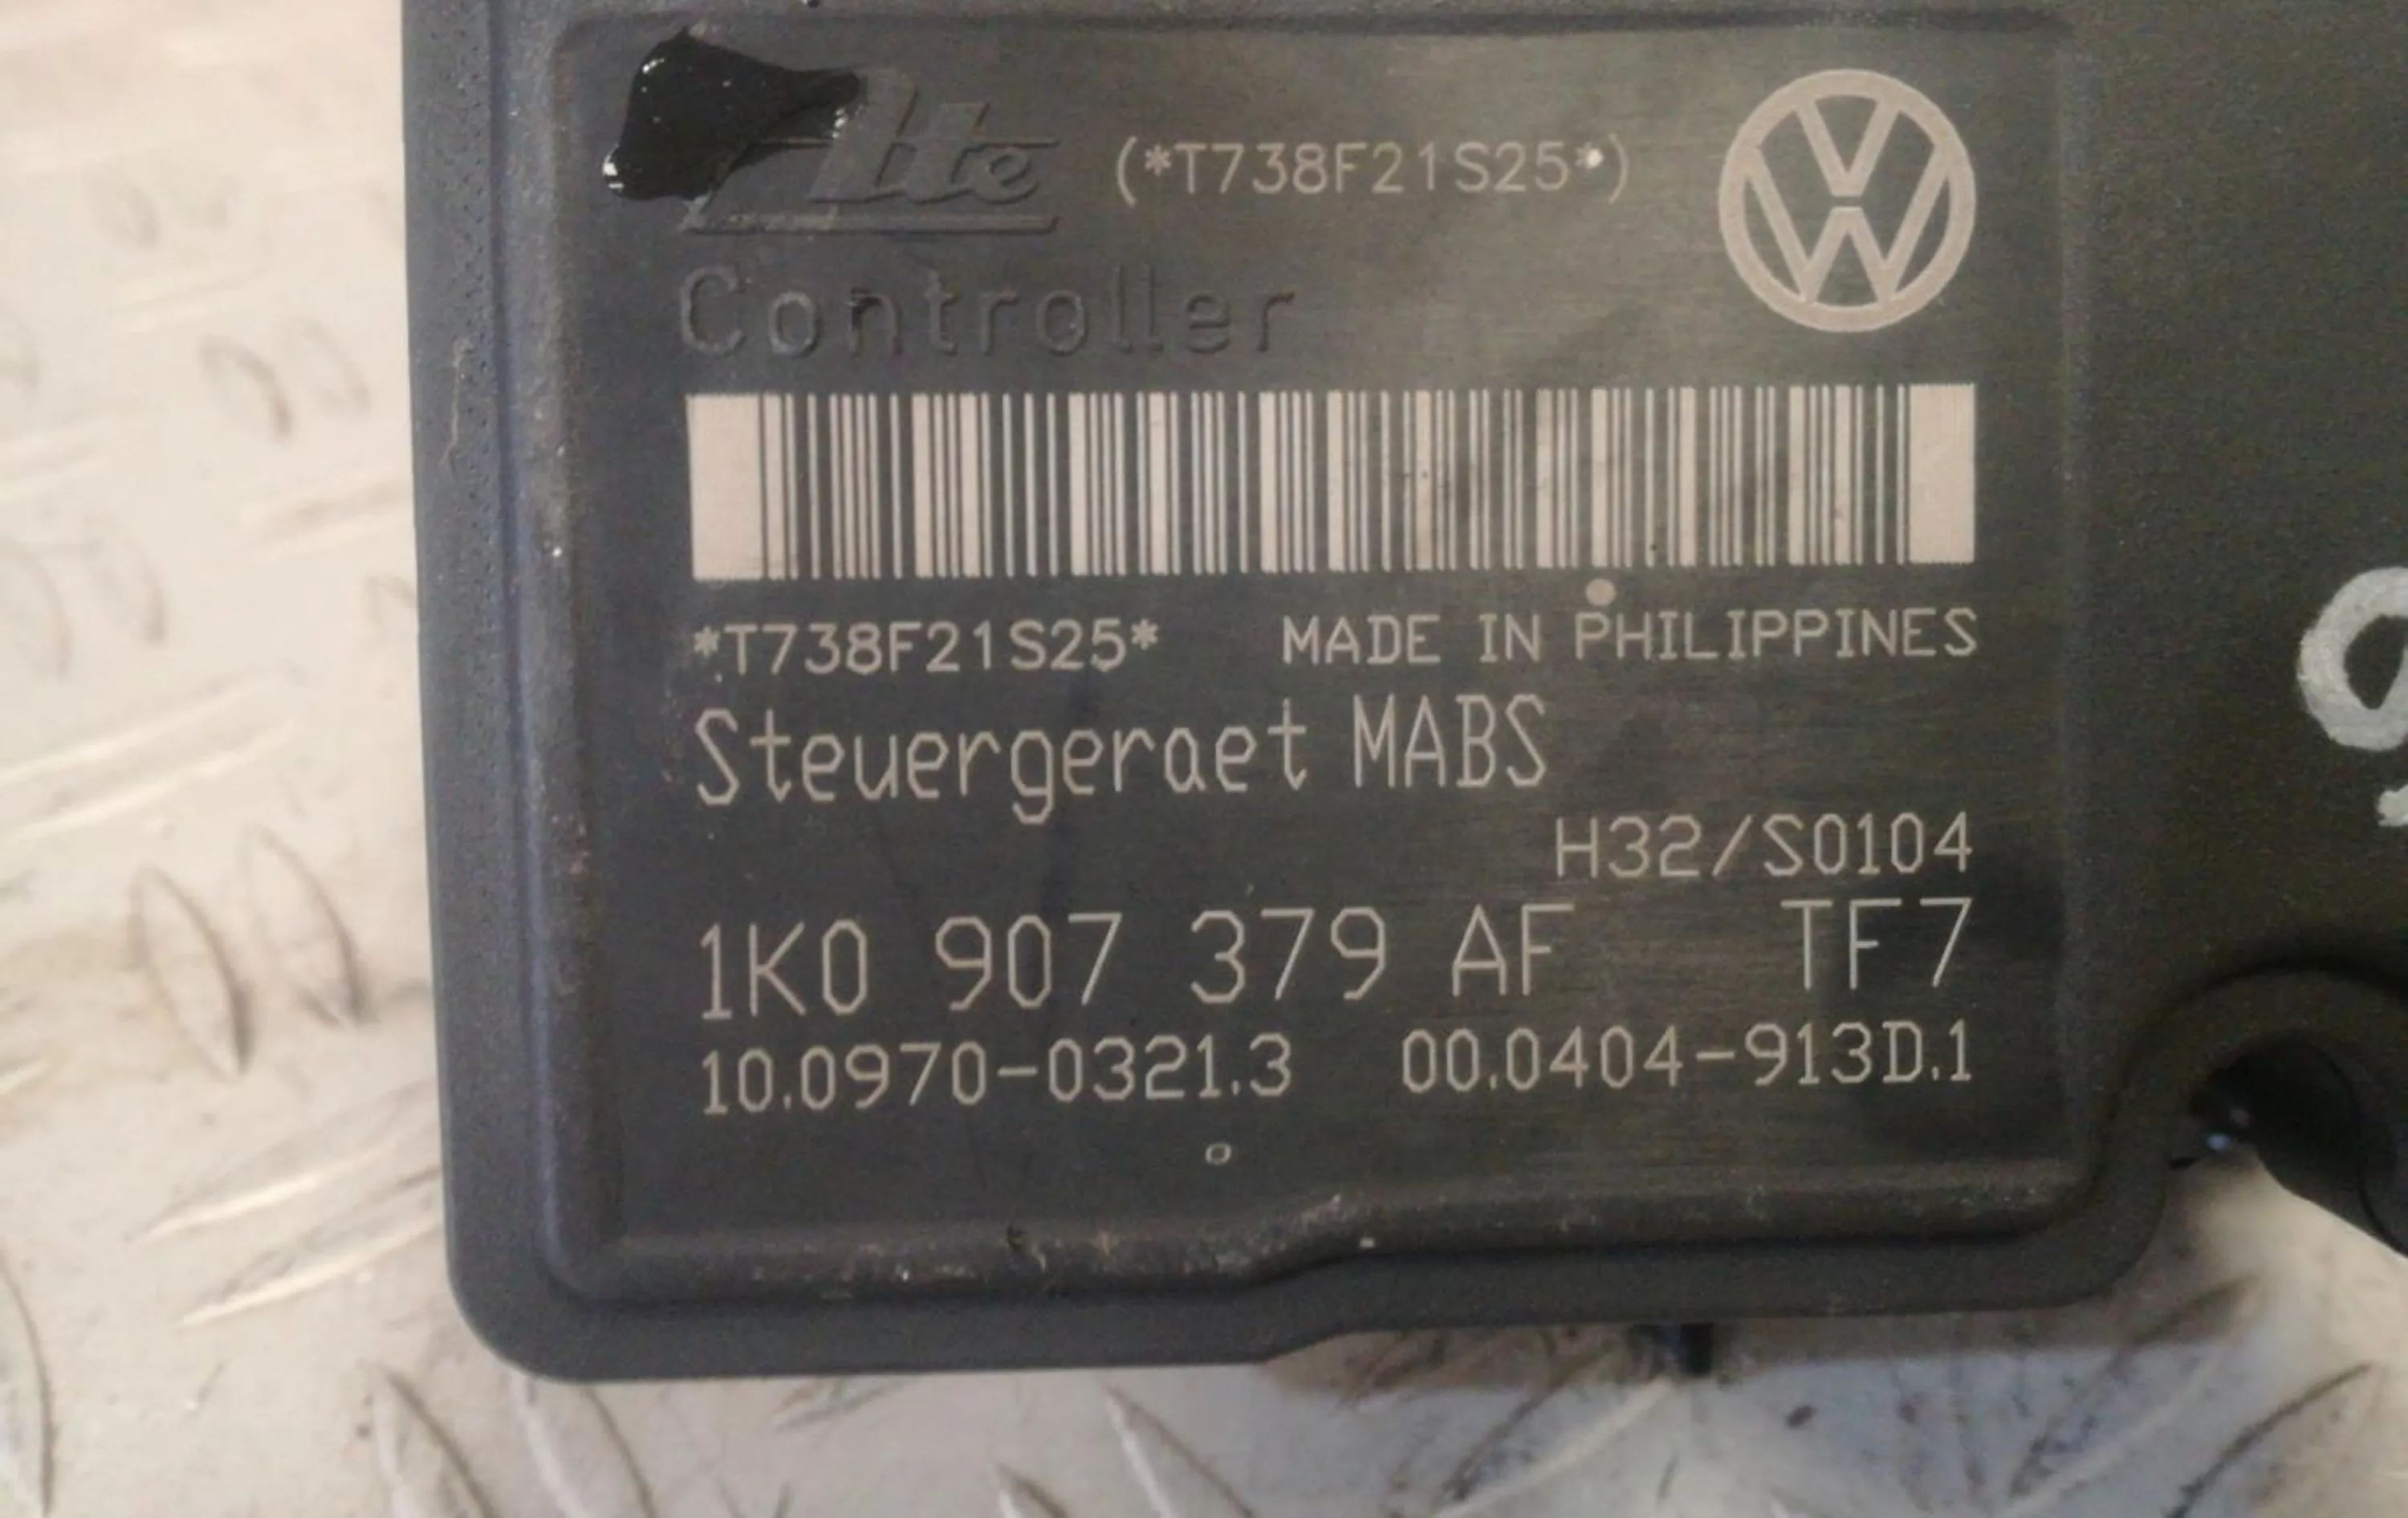 Ate (*T738F21S25*)
Controller
*T738F21S25* MADE IN PHILIPPINES
Steuergeraet MABS
H32/S0104
1K0 907 379 AF TF7
10.0970-0321.3 00.0404-913D.1